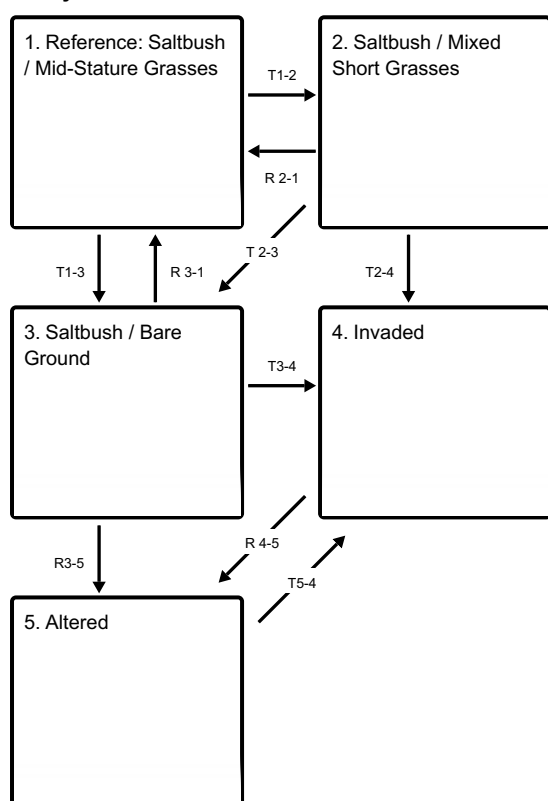 1. Reference: Saltbush
/ Mid-Stature Grasses
T1-2
2. Saltbush / Mixed
Short Grasses
R 2-1
T 2-3
T1-3
R 3-1
T2-4
3. Saltbush / Bare
Ground
T3-4
4. Invaded
R 4-5
R3-5
T5-4
5. Altered